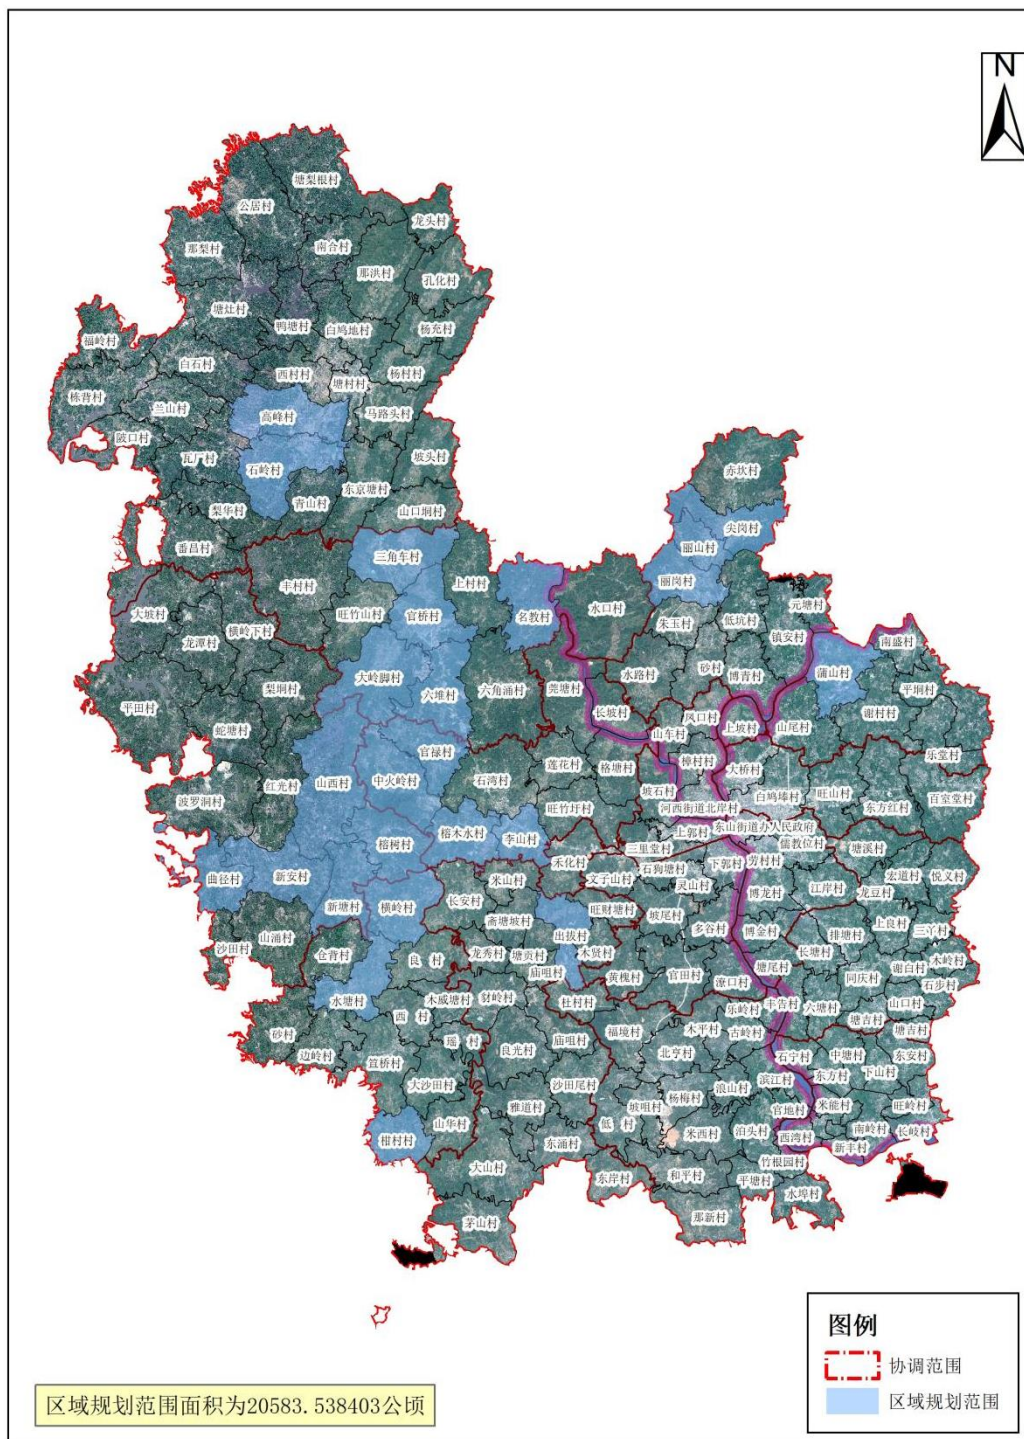 N
塘梨根村
公居村
龙头村
那梨村
南合村
那洪村
孔化村
塘灶村
鸭塘村
白鸠地村
杨充村
福岭村
白石村
西村村
塘村村
杨村村
栋背村
兰山村
高峰村
马路头村
陂口村
瓦厂村
石岭村
坡头村
赤坎村
青山村
东京塘村
梨华村
山口垌村
尖岗村
番昌村
三角车村
丽山村
丰村村
上村村
丽岗村
大坡村
旺竹山村
官桥村
名教村
水口村
元塘村
龙潭村
横岭下村
朱玉村
低坑村
镇安村
南盛村
梨垌村
大岭脚村
六堆村
六角涌村
莞塘村
水路村
砂村
博青村
蒲山村
平垌村
平田村
长坡村
风口村
上坡村
山尾村
谢村村
蛇塘村
官禄村
山车村
樟村村
大桥村
乐堂村
波罗洞村
红光村
山西村
中火岭村
石湾村
莲花村
格塘村
坡石村
白鸠埇村
旺山村
东方红村
百室堂村
旺竹圩村
河西街道北岸村
榕树村
榕木水村
李山村
上郭村
东山街道办人民政府
三里堂村
儒教位村
塘溪村
曲径村
新安村
禾化村
石狗塘村
下郭村
劳村村
宏道村
悦义村
米山村
文子山村
灵山村
新塘村
横岭村
长安村
博龙村
江岸村
龙豆村
斋塘坡村
旺财塘村
坡尾村
沙田村
山涌村
仓背村
出拔村
多谷村
博金村
排塘村
上良村
三丫村
良 村
龙秀村
塘贡村
木贤村
长塘村
木岭村
庙咀村
黄槐村
官田村
塘尾村
谢白村
石步村
水塘村
木威塘村
豺岭村
杜村村
潦口村
同庆村
西 村
乐岭村
丰告村
六塘村
山口村
砂村
瑶 村
福境村
木平村
古岭村
塘吉村
塘吉村
边岭村
笪桥村
良光村
庙咀村
北亨村
石宁村
中塘村
东安村
大沙田村
沙田尾村
浪山村
滨江村
东方村
下山村
杨梅村
雅道村
坡咀村
官地村
米能村
旺岭村
柑村村
山华村
低 村
米西村
泊头村
南岭村
长岐村
东涌村
西湾村
新丰村
大山村
东岸村
和平村
竹根园村
平塘村
水埠村
茅山村
那新村
图例
协调范围
区域规划范围
区域规划范围面积为20583.538403公顷